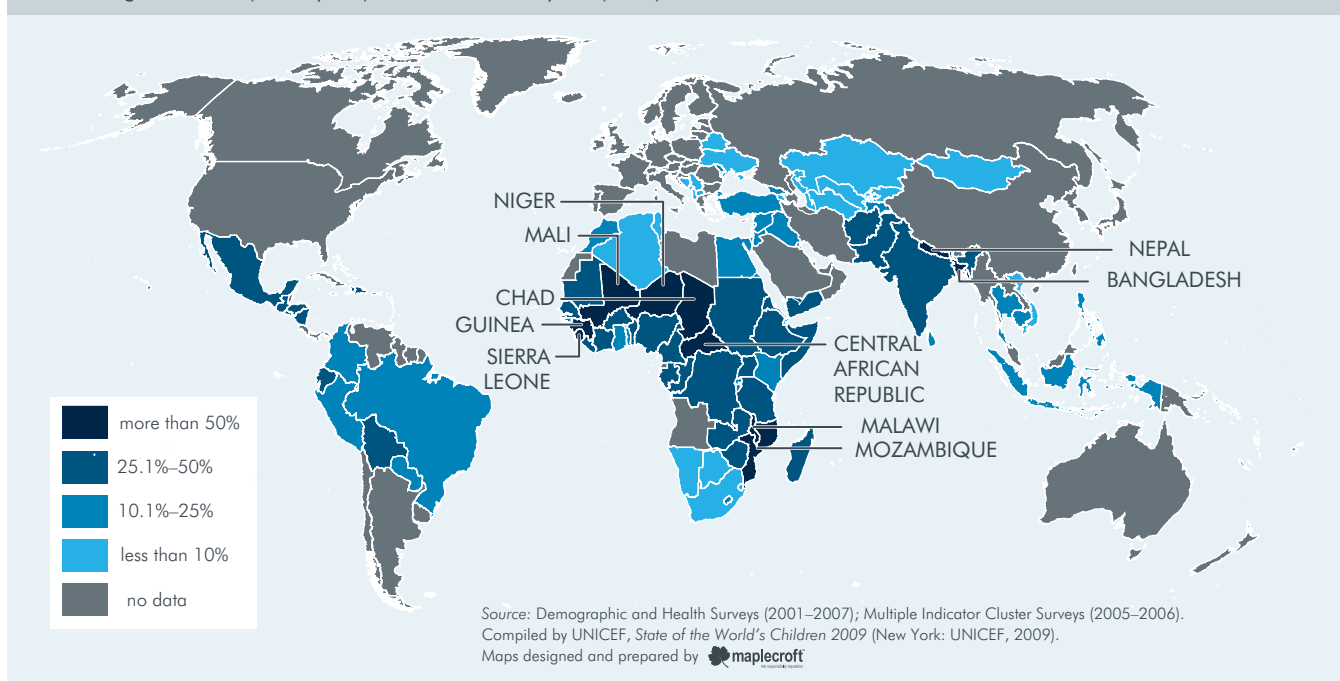 NIGER
MALI
CHAD
GUINEA
SIERRA
LEONE
NEPAL
BANGLADESH
CENTRAL
AFRICAN
REPUBLIC
MALAWI
MOZAMBIQUE
more than 50%
25.1%–50%
10.1%–25%
less than 10%
no data
Source: Demographic and Health Surveys (2001–2007); Multiple Indicator Cluster Surveys (2005–2006).
Compiled by UNICEF, State of the World's Children 2009 (New York: UNICEF, 2009).
Maps designed and prepared by maplecroft